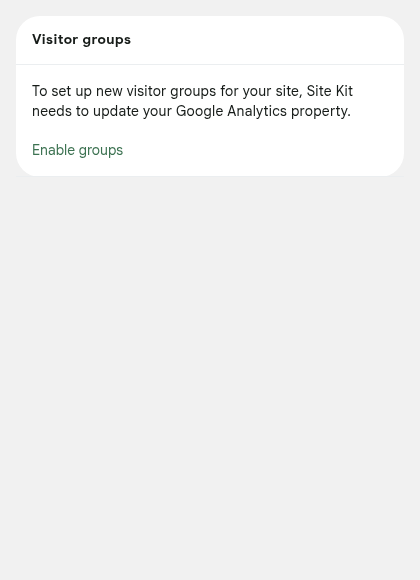 Visitor groups
To set up new visitor groups for your site, Site Kit
needs to update your Google Analytics property.
Enable groups